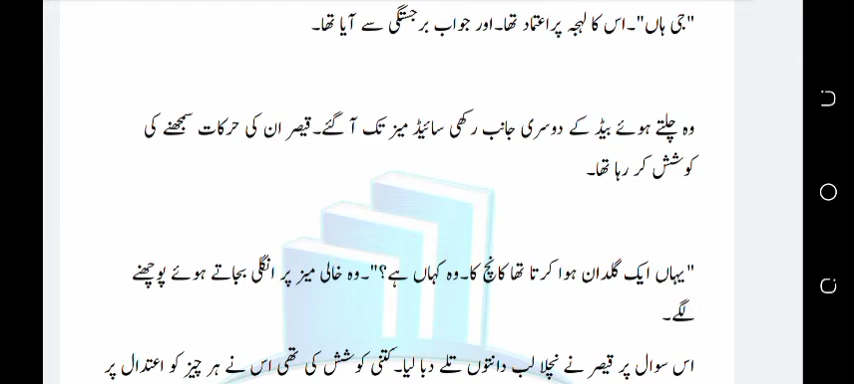 "جی ہاں"۔اس کا لہجہ پراعتماد تھا۔اور جواب برجستگی سے آیا تھا۔
وہ چلتے ہوئے بیڈ کے دوسری جانب رکھی سائیڈ میز تک آ گئے۔قیصر ان کی حرکات سمجھنے کی
کوشش کر رہا تھا۔
"یہاں ایک گلدان ہوا کرتا تھا کانچ کا۔وہ کہاں ہے؟"۔وہ خالی میز پر انگلی بجاتے ہوئے پوچھنے
لگے۔
اس سوال پر قیصر نے نچلا لب دانتوں تلے دبا لیا۔کتنی کوشش کی تھی اس نے ہر چیز کو اعتدال پر